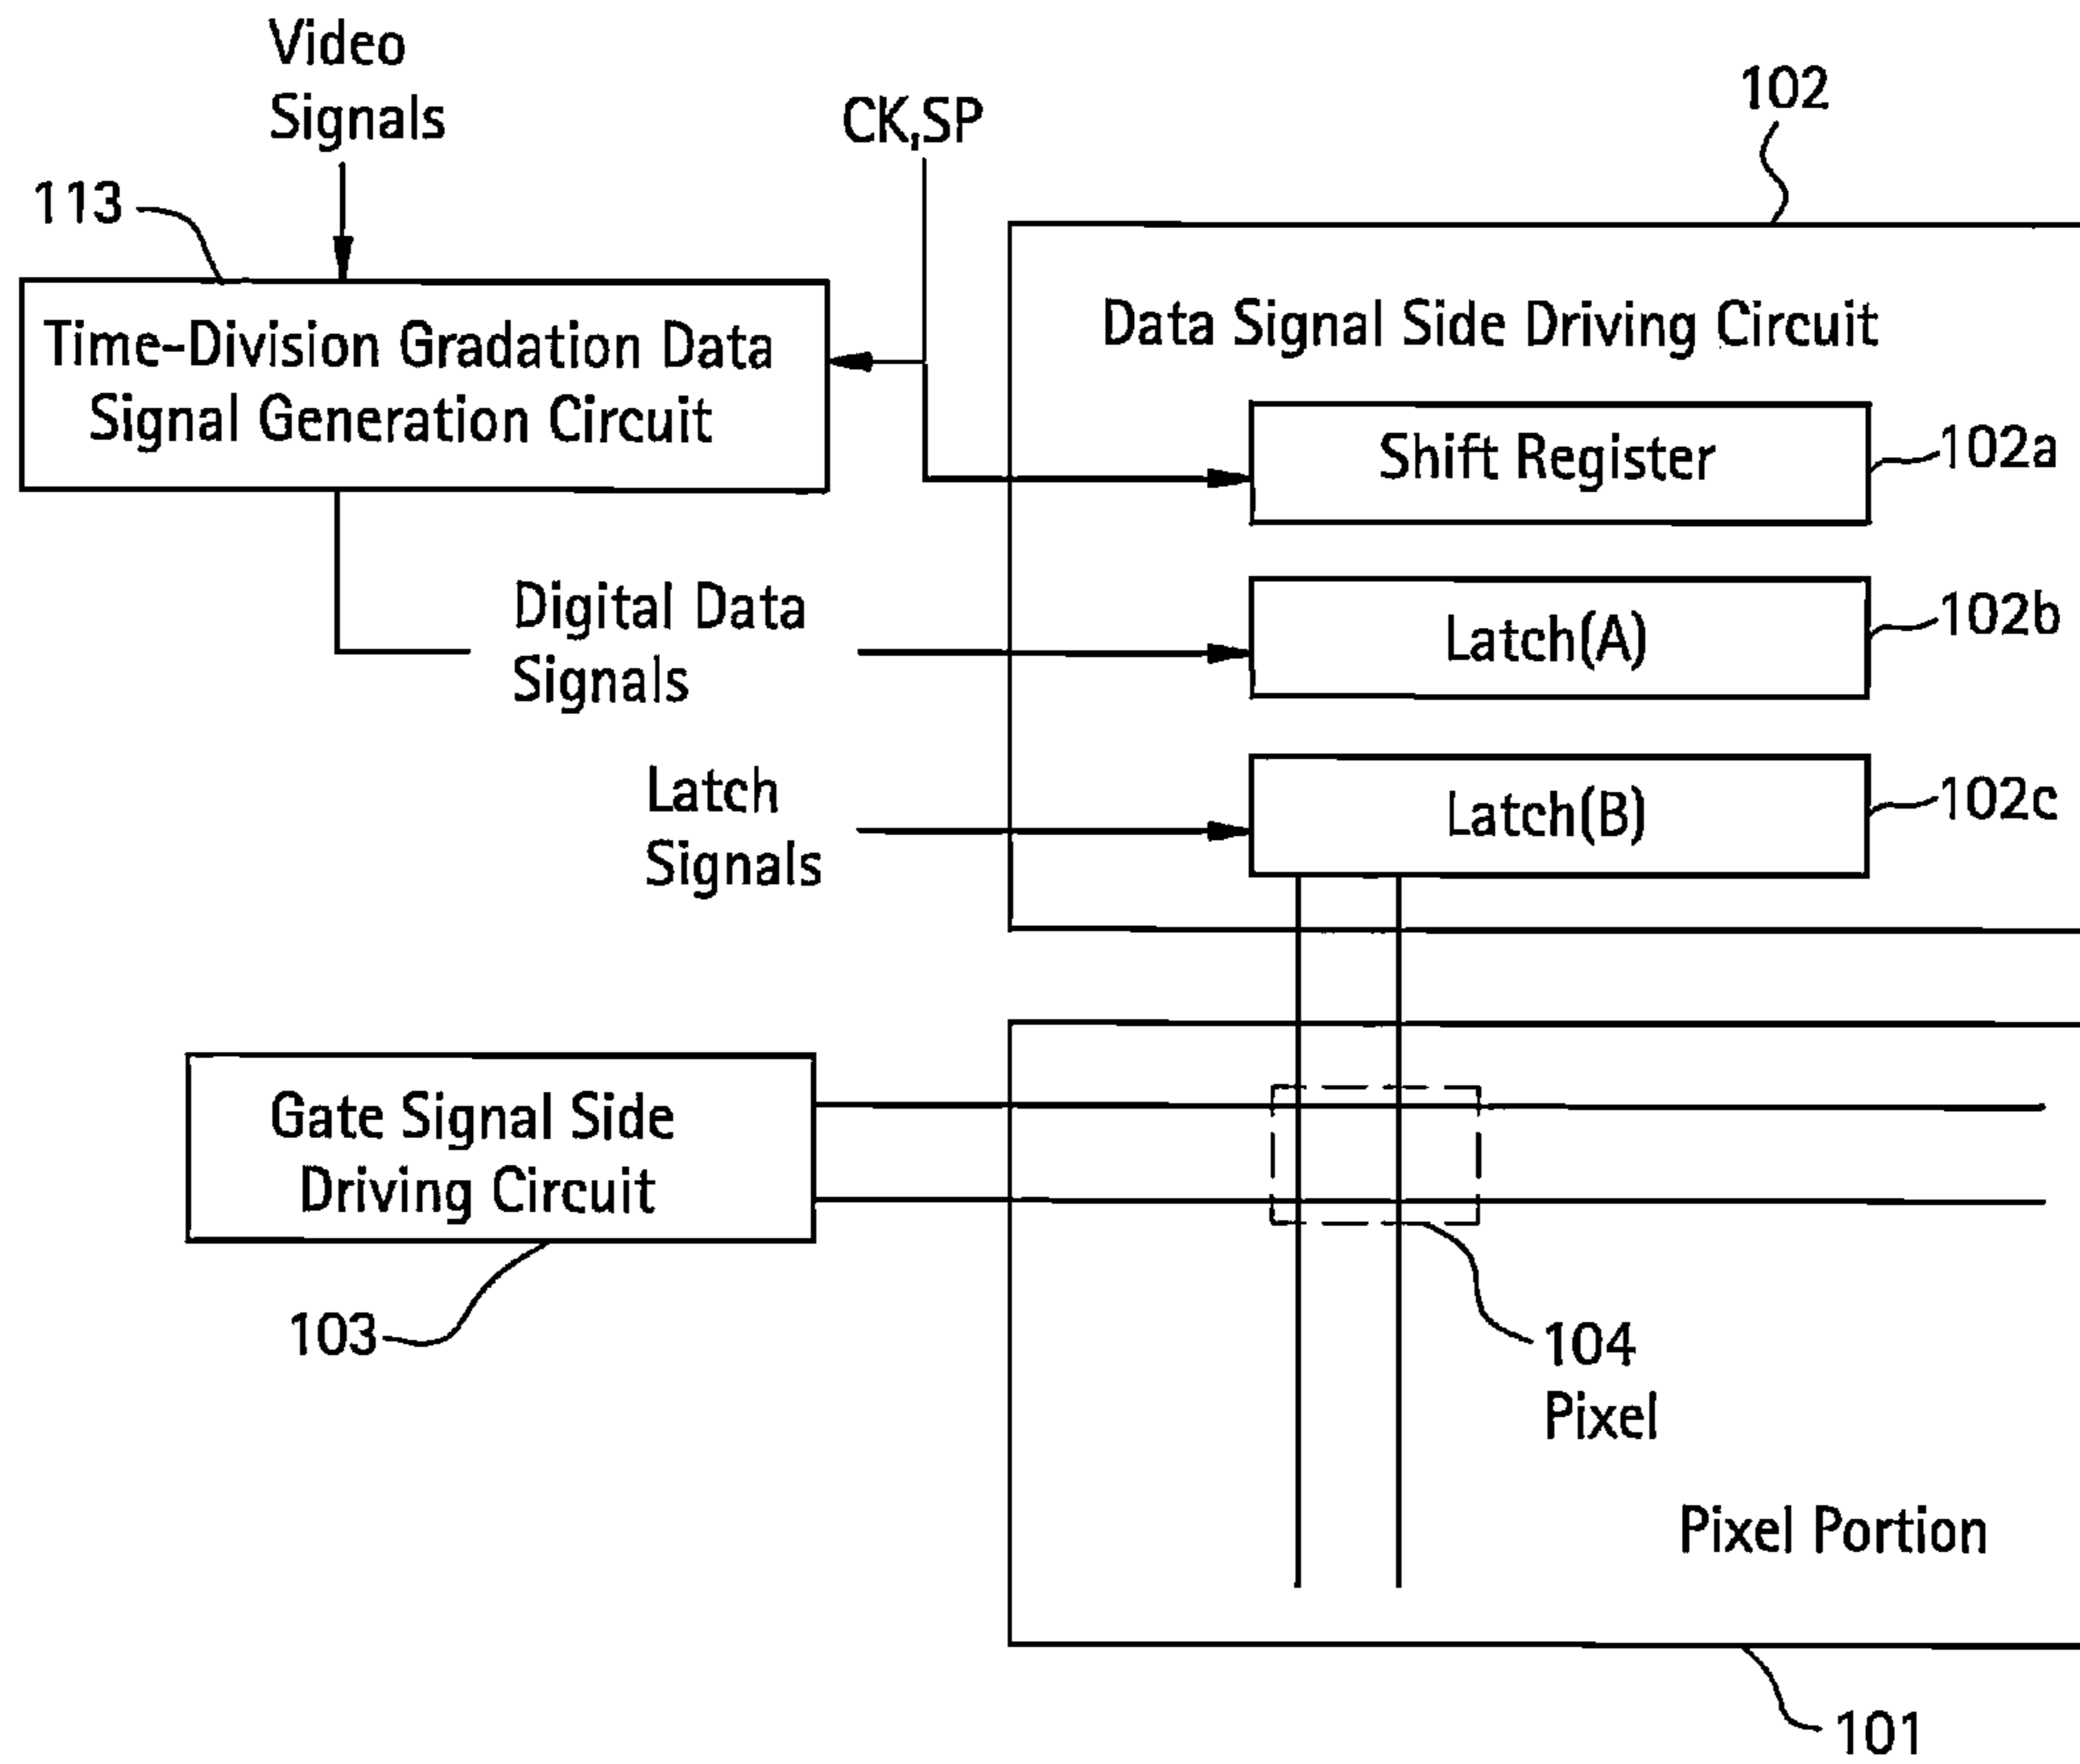 Video
Signals
CK,SP
102
113
Time-Division Gradation Data
Signal Generation Circuit
Data Signal Side Driving Circuit
Shift Register
102a
Digital Data
Signals
Latch(A)
102b
Latch
Signals
Latch(B)
102c
Gate Signal Side
Driving Circuit
103
104
Pixel
Pixel Portion
101